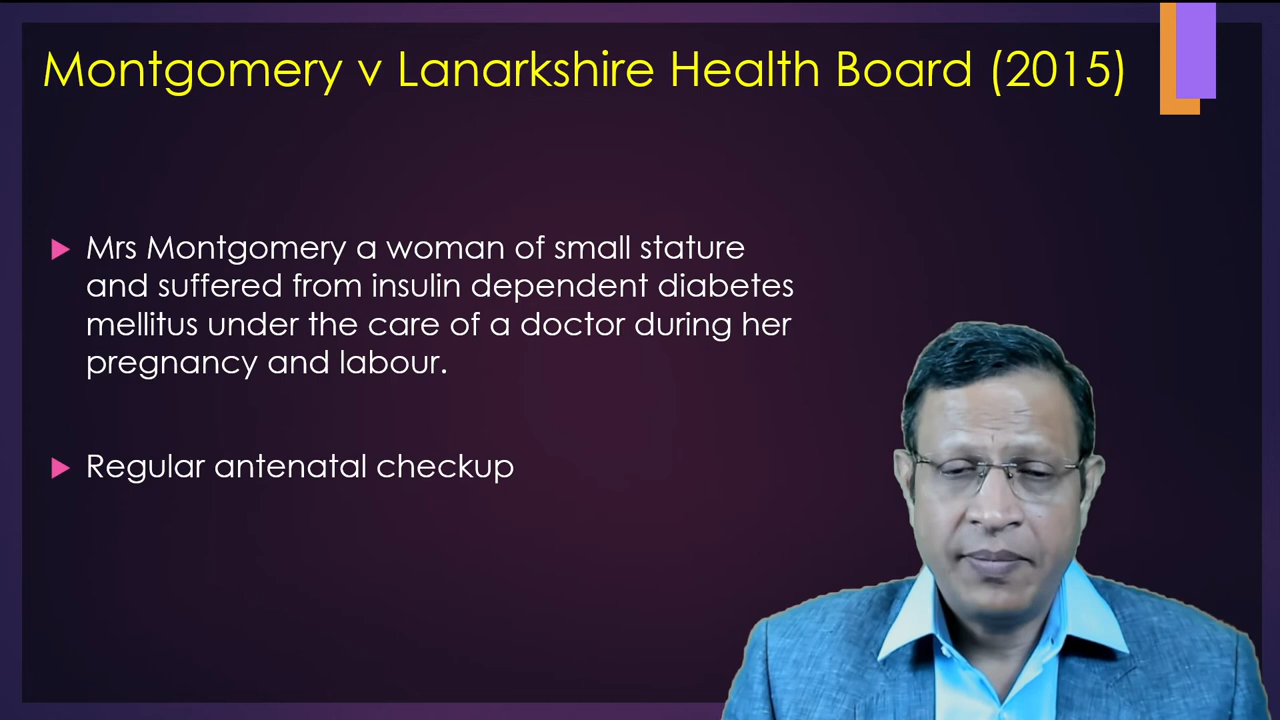 Montgomery v Lanarkshire Health Board (2015)
Mrs Montgomery a woman of small stature
and suffered from insulin dependent diabetes
mellitus under the care of a doctor during her
pregnancy and labour.
Regular antenatal checkup